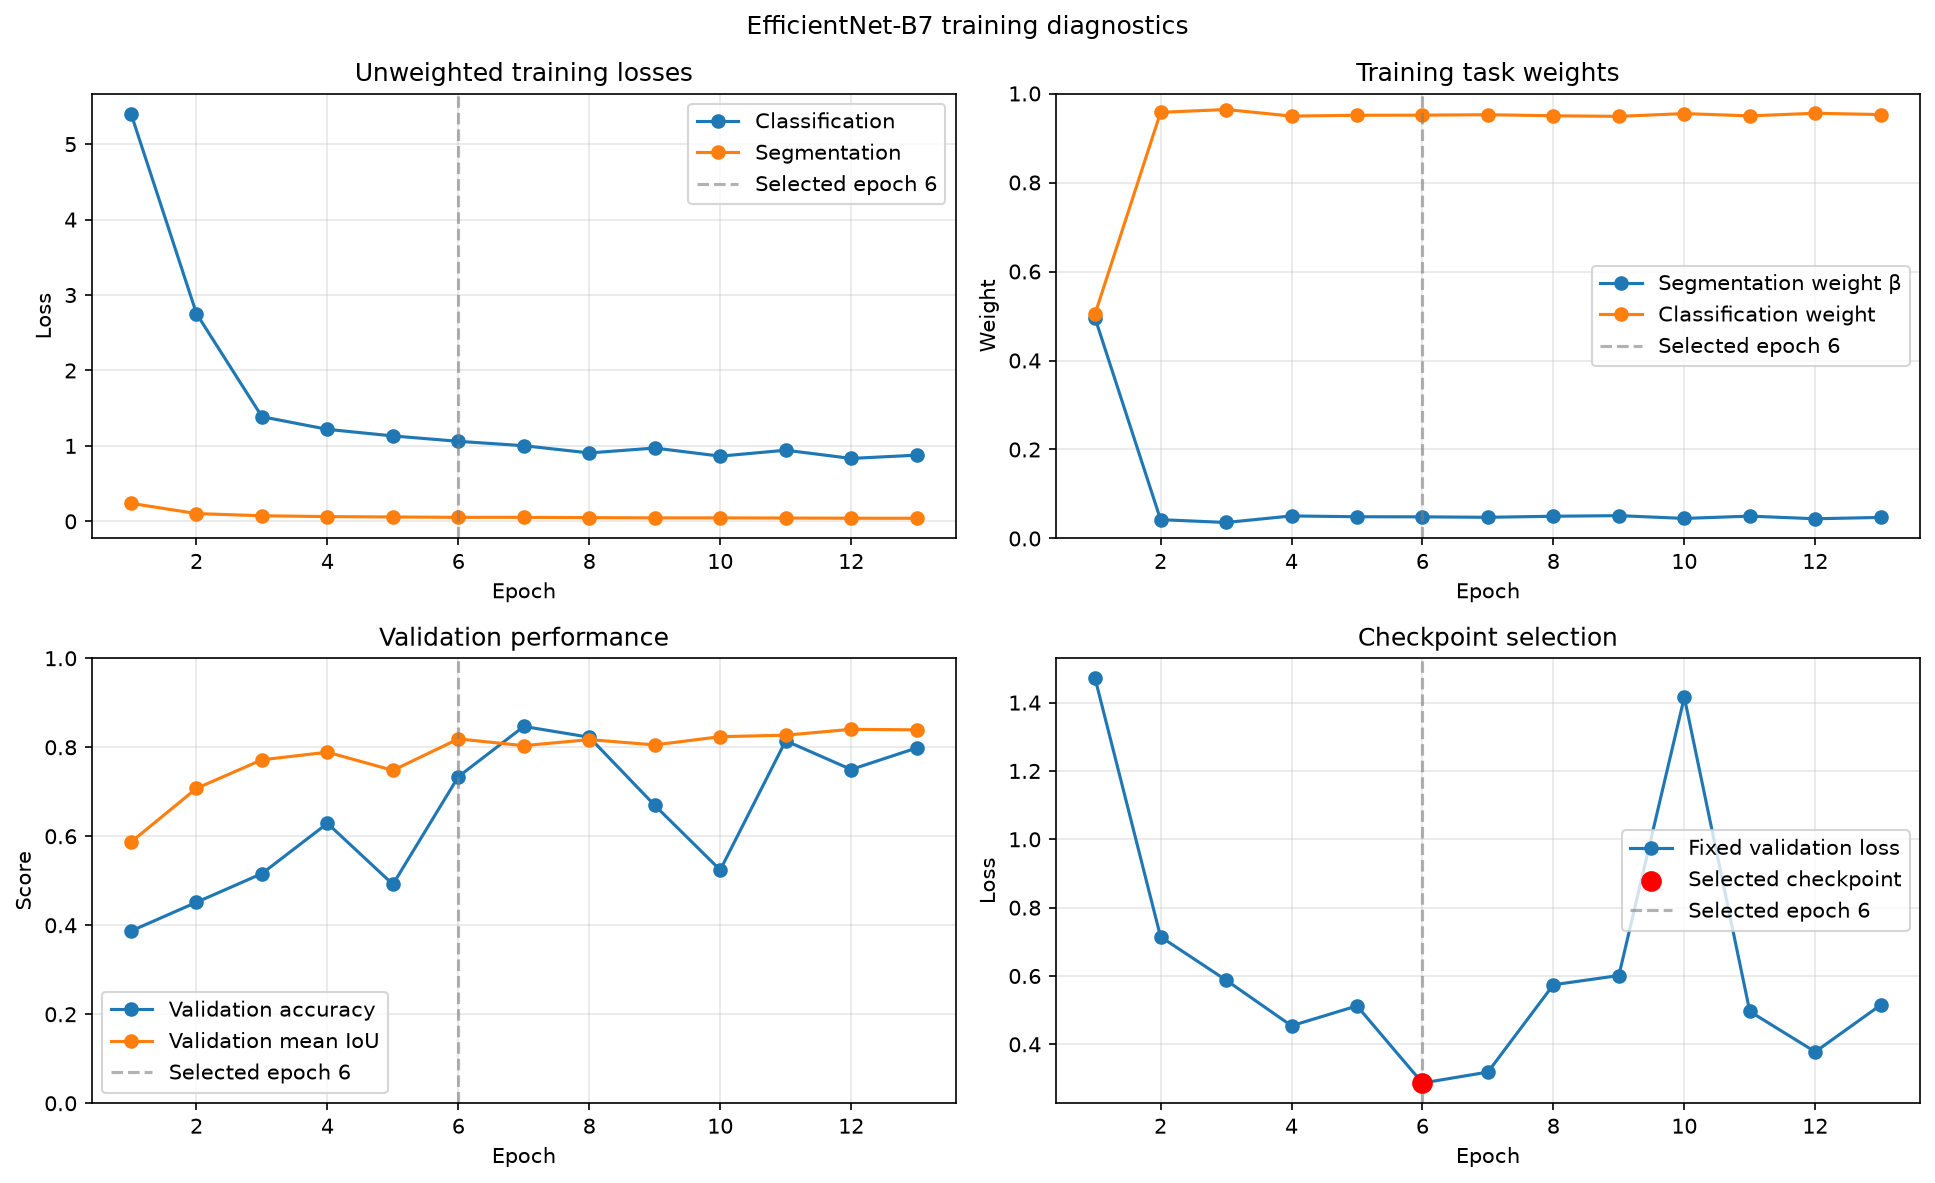 EfficientNet-B7 training diagnostics
Unweighted training losses
Loss
5
4
3
2
1
0
Classification
Segmentation
Selected epoch 6
2 4 6 8 10 12
Epoch
Training task weights
Weight
1.0
0.8
0.6
0.4
0.2
0.0
Segmentation weight β
Classification weight
Selected epoch 6
2 4 6 8 10 12
Epoch
Validation performance
Score
1.0
0.8
0.6
0.4
0.2
0.0
Validation accuracy
Validation mean IoU
Selected epoch 6
2 4 6 8 10 12
Epoch
Checkpoint selection
Loss
1.4
1.2
1.0
0.8
0.6
0.4
Fixed validation loss
Selected checkpoint
Selected epoch 6
2 4 6 8 10 12
Epoch